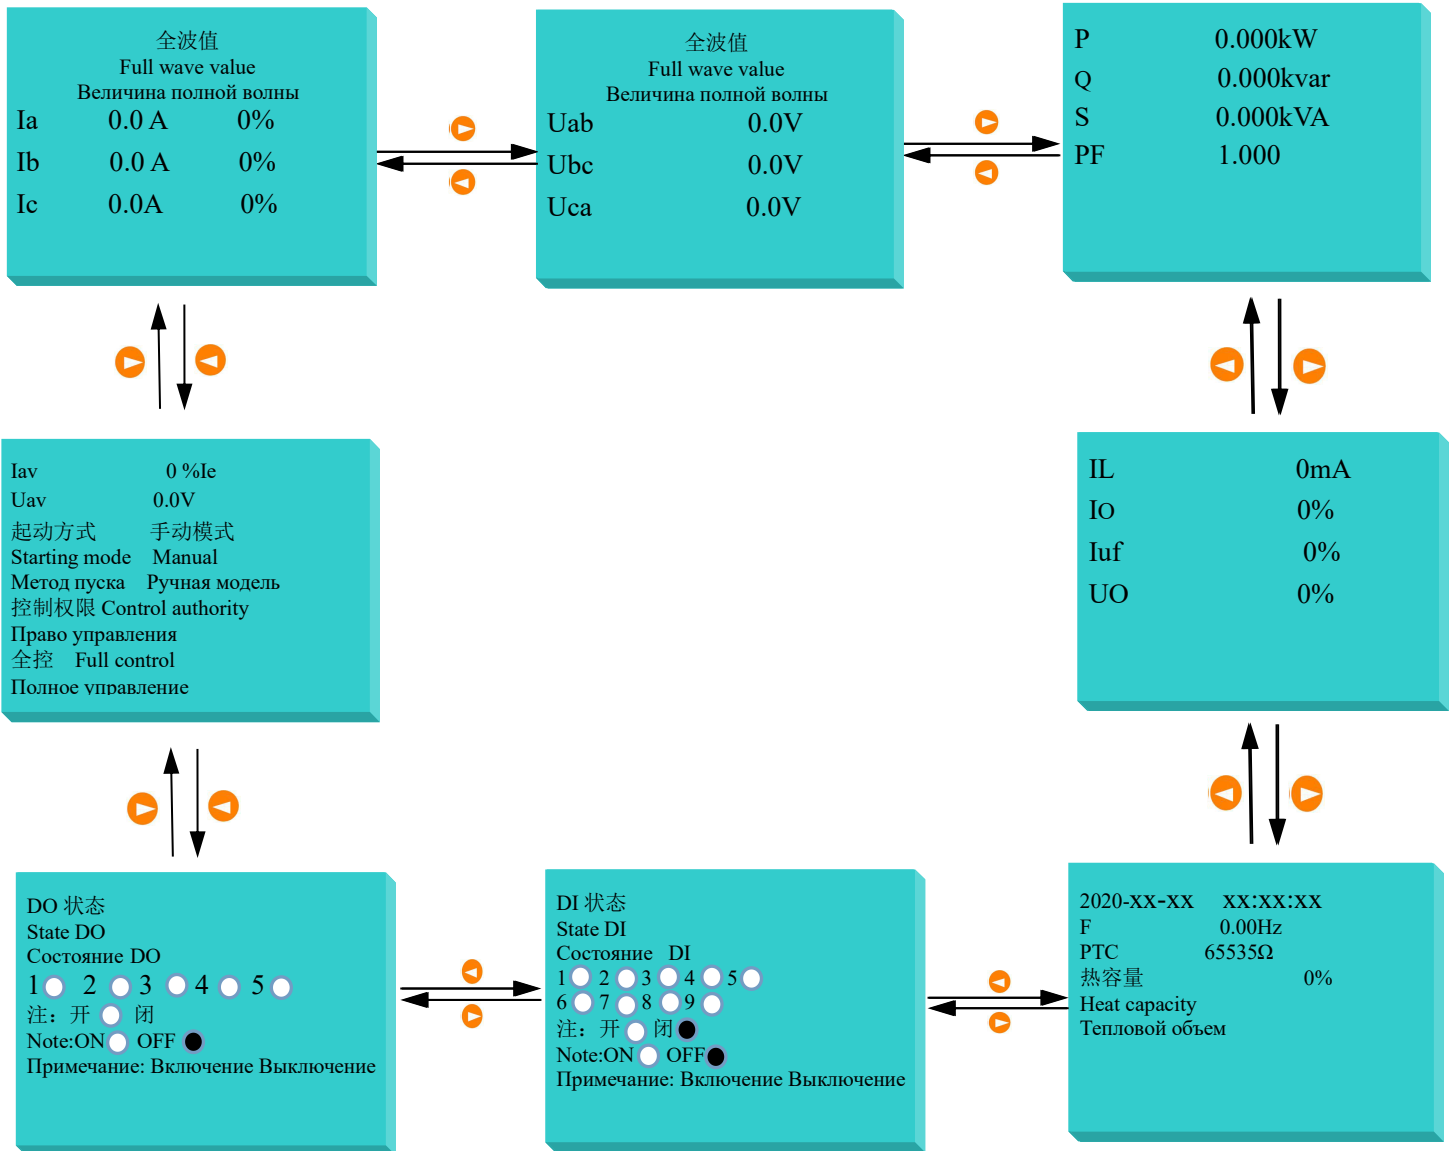 全波值
Full wave value
Величина полной волны
Ia 0.0 A 0%
Ib 0.0 A 0%
Ic 0.0A 0%
全波值
Full wave value
Величина полной волны
Uab 0.0V
Ubc 0.0V
Uca 0.0V
P 0.000kW
Q 0.000kvar
S 0.000kVA
PF 1.000
Iav 0 %Ie
Uav 0.0V
起动方式 手动模式
Starting mode Manual
Метод пуска Ручная модель
控制权限 Control authority
Право управления
全控 Full control
Полное управление
IL 0mA
IO 0%
Iuf 0%
UO 0%
DO 状态
State DO
Состояние DO
1 2 3 4 5
注：开 闭
Note:ON OFF
Примечание: Включение Выключение
DI 状态
State DI
Состояние DI
1 2 3 4 5
6 7 8 9
注：开 闭
Note:ON OFF
Примечание: Включение Выключение
2020-xx-xx xx:xx:xx
F 0.00Hz
PTC 65535Ω
热容量 0%
Heat capacity
Тепловой объем